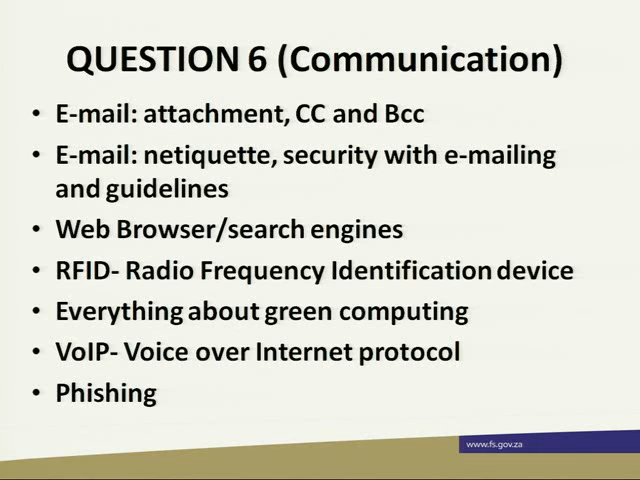 QUESTION 6 (Communication)
• E-mail: attachment, CC and Bcc
• E-mail: netiquette, security with e-mailing
and guidelines
• Web Browser/search engines
• RFID- Radio Frequency Identification device
• Everything about green computing
• VoIP- Voice over Internet protocol
• Phishing
www.fs.gov.za